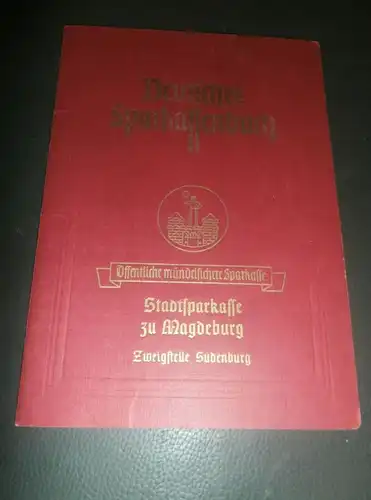 Deutsches
Sparkassenbuch
Öffentliche mündelsichere Sparkasse
Stadtsparkasse
zu Magdeburg
Zweigstelle Sudenburg